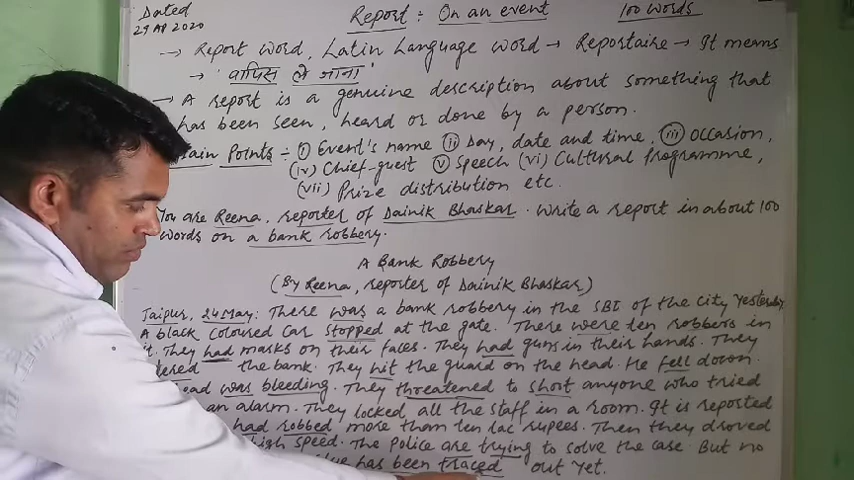 Dated
29 AP 2020
Report :- On an event 100 words
→ Report word, Latin Language word → Reportaire → It means
→ 'वापिस ले जाना'
→ A report is a genuine description about something that
has been seen, heard or done by a person.
Main Points :- (i) Event's name (ii) Day, date and time, (iii) Occasion,
(iv) Chief-guest (v) Speech (vi) Cultural Programme,
(vii) Prize distribution etc.
You are Reena, reporter of Dainik Bhaskar. Write a report in about 100
words on a bank robbery.
A Bank Robbery
(By Reena, reporter of Dainik Bhaskar)
Jaipur, 24 May: There was a bank robbery in the SBI of the city yesterday.
A black coloured car stopped at the gate. There were ten robbers in
it. They had masks on their faces. They had guns in their hands. They
the bank. They hit the guard on the head. He fell down.
was bleeding. They threatened to shoot anyone who tried
an alarm. They locked all the staff in a room. It is reported
had robbed more than ten lac rupees. Then they droved
high speed. The police are trying to solve the case. But no
has been traced out yet.